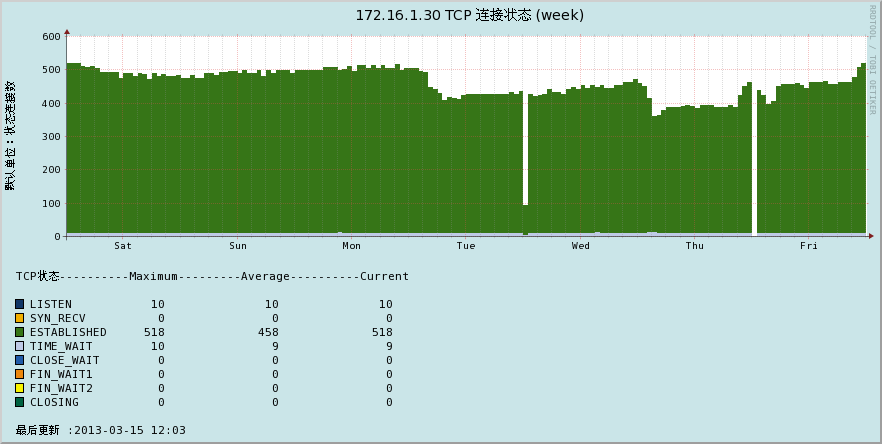 172.16.1.30 TCP 连接状态 (week)
RRDTOOL / TOBI OETIKER
默认单位：状态连接数
600
500
400
300
200
100
0
Sat Sun Mon Tue Wed Thu Fri
TCP状态----------Maximum---------Average----------Current
LISTEN 10 10 10
SYN_RECV 0 0 0
ESTABLISHED 518 458 518
TIME_WAIT 10 9 9
CLOSE_WAIT 0 0 0
FIN_WAIT1 0 0 0
FIN_WAIT2 0 0 0
CLOSING 0 0 0
最后更新 :2013-03-15 12:03